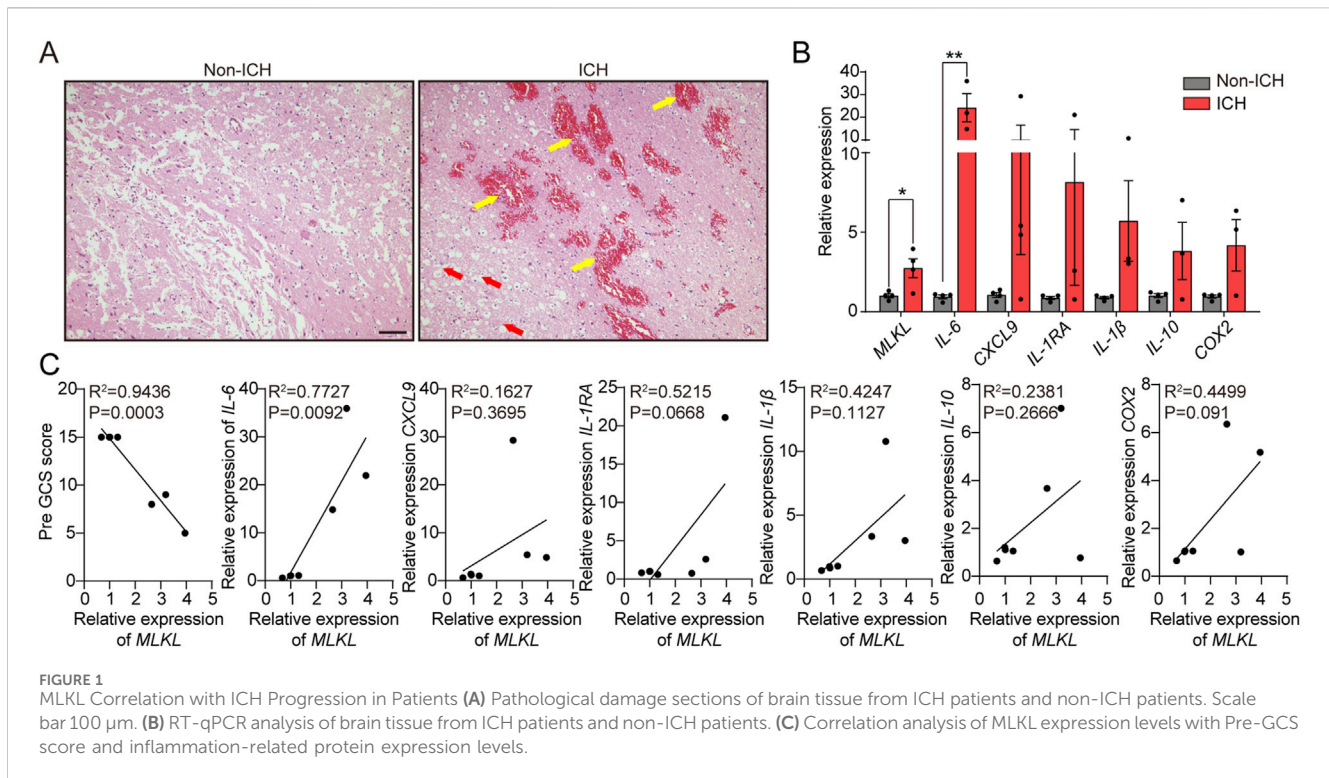 A
Non-ICH
ICH
B
Relative expression
40
30
20
10
10
5
0
**
*
Non-ICH
ICH
MLKL
IL-6
CXCL9
IL-1RA
IL-1β
IL-10
COX2
C
Pre GCS score
20
15
10
5
0
R²=0.9436
P=0.0003
0 1 2 3 4 5
Relative expression
of MLKL
Relative expression of IL-6
40
30
20
10
0
R²=0.7727
P=0.0092
0 1 2 3 4 5
Relative expression
of MLKL
Relative expression CXCL9
40
30
20
10
0
R²=0.1627
P=0.3695
0 1 2 3 4 5
Relative expression
of MLKL
Relative expression IL-1RA
25
20
15
10
5
0
R²=0.5215
P=0.0668
0 1 2 3 4 5
Relative expression
of MLKL
Relative expression IL-1β
15
10
5
0
R²=0.4247
P=0.1127
0 1 2 3 4 5
Relative expression
of MLKL
Relative expression IL-10
8
6
4
2
0
R²=0.2381
P=0.2666
0 1 2 3 4 5
Relative expression
of MLKL
Relative expression COX2
8
6
4
2
0
R²=0.4499
P=0.091
0 1 2 3 4 5
Relative expression
of MLKL
FIGURE 1
MLKL Correlation with ICH Progression in Patients (A) Pathological damage sections of brain tissue from ICH patients and non-ICH patients. Scale
bar 100 μm. (B) RT-qPCR analysis of brain tissue from ICH patients and non-ICH patients. (C) Correlation analysis of MLKL expression levels with Pre-GCS
score and inflammation-related protein expression levels.